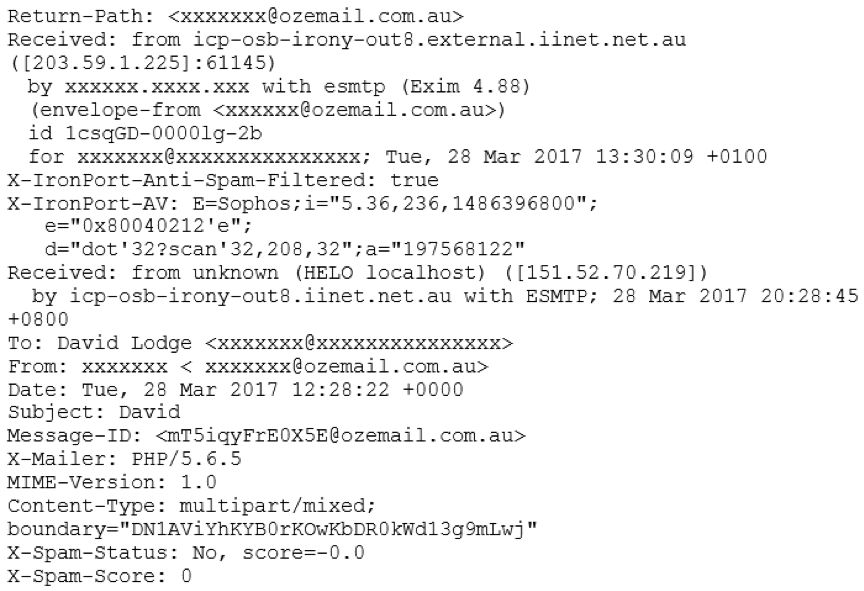 Return-Path: <xxxxxxx@ozemail.com.au>
Received: from icp-osb-irony-out8.external.iinet.net.au
([203.59.1.225]:61145)
by xxxxxx.xxxx.xxx with esmtp (Exim 4.88)
(envelope-from <xxxxxx@ozemail.com.au>)
id 1csqGD-0000lg-2b
for xxxxxxx@xxxxxxxxxxxxxxx; Tue, 28 Mar 2017 13:30:09 +0100
X-IronPort-Anti-Spam-Filtered: true
X-IronPort-AV: E=Sophos;i="5.36,236,1486396800";
e="0x80040212'e";
d="dot'32?scan'32,208,32";a="197568122"
Received: from unknown (HELO localhost) ([151.52.70.219])
by icp-osb-irony-out8.iinet.net.au with ESMTP; 28 Mar 2017 20:28:45
+0800
To: David Lodge <xxxxxxx@xxxxxxxxxxxxxxx>
From: xxxxxxx < xxxxxxx@ozemail.com.au>
Date: Tue, 28 Mar 2017 12:28:22 +0000
Subject: David
Message-ID: <mT5iqyFrE0X5E@ozemail.com.au>
X-Mailer: PHP/5.6.5
MIME-Version: 1.0
Content-Type: multipart/mixed;
boundary="DN1AViYhKYB0rKOwKbDR0kWd13g9mLwj"
X-Spam-Status: No, score=-0.0
X-Spam-Score: 0